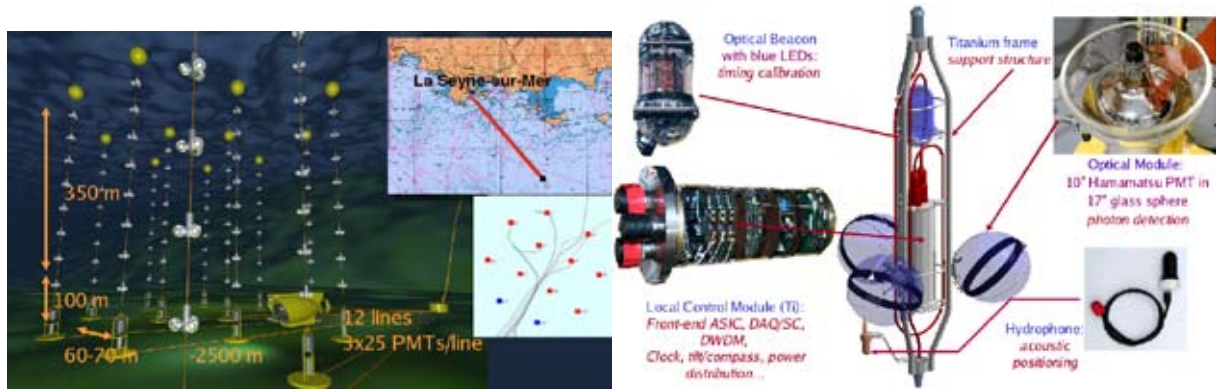 La Seyne-sur-Mer
350 m
100 m
60-70 m
-2500 m
12 lines
3x25 PMTs/line
Optical Beacon
with blue LEDs:
timing calibration
Titanium frame
support structure
Optical Module:
10" Hamamatsu PMT in
17" glass sphere
photon detection
Local Control Module (Ti):
Front-end ASIC, DAQ/SC,
DWDM,
Clock, tilt/compass, power
distribution...
Hydrophone:
acoustic
positioning